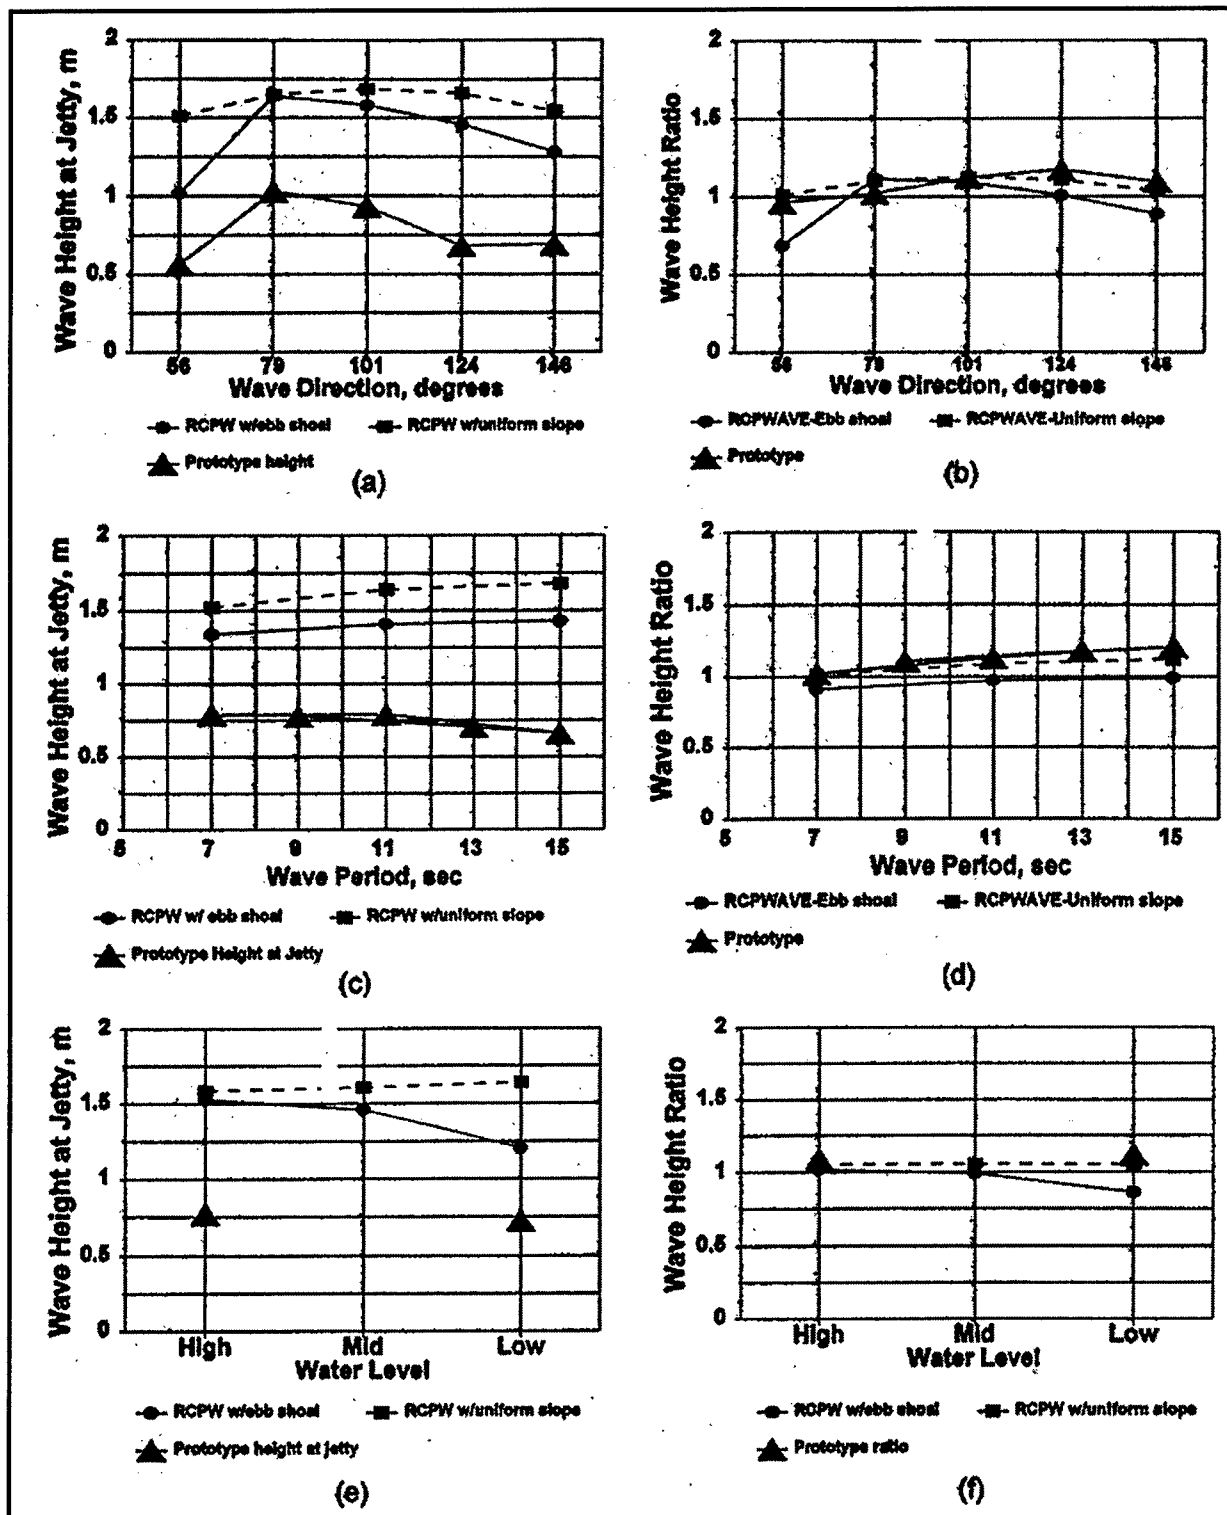 Wave Height at Jetty, m
2
1.5
1
0.5
0
56 79 101 124 146
Wave Direction, degrees
RCPW w/ebb shoal RCPW w/uniform slope
Prototype height
(a)
Wave Height Ratio
2
1.5
1
0.5
0
56 79 101 124 146
Wave Direction, degrees
RCPWAVE-Ebb shoal RCPWAVE-Uniform slope
Prototype
(b)
Wave Height at Jetty, m
2
1.5
1
0.5
0
5 7 9 11 13 15
Wave Period, sec
RCPW w/ ebb shoal RCPW w/uniform slope
Prototype Height at Jetty
(c)
Wave Height Ratio
2
1.5
1
0.5
0
5 7 9 11 13 15
Wave Period, sec
RCPWAVE-Ebb shoal RCPWAVE-Uniform slope
Prototype
(d)
Wave Height at Jetty, m
2
1.5
1
0.5
0
High Mid Low
Water Level
RCPW w/ebb shoal RCPW w/uniform slope
Prototype height at jetty
(e)
Wave Height Ratio
2
1.5
1
0.5
0
High Mid Low
Water Level
RCPW w/ebb shoal RCPW w/uniform slope
Prototype ratio
(f)